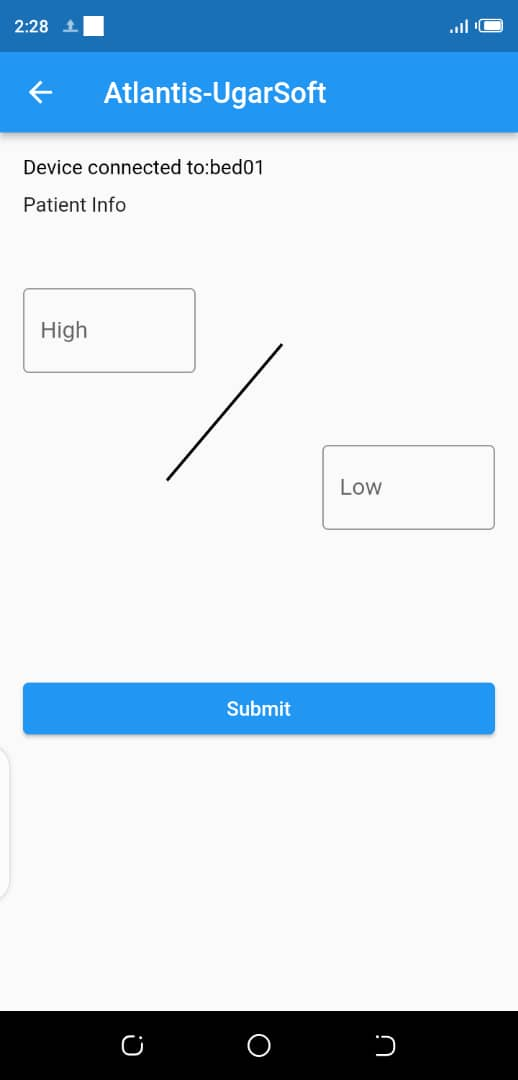 2:28
Atlantis-UgarSoft
Device connected to:bed01
Patient Info
High
Low
Submit